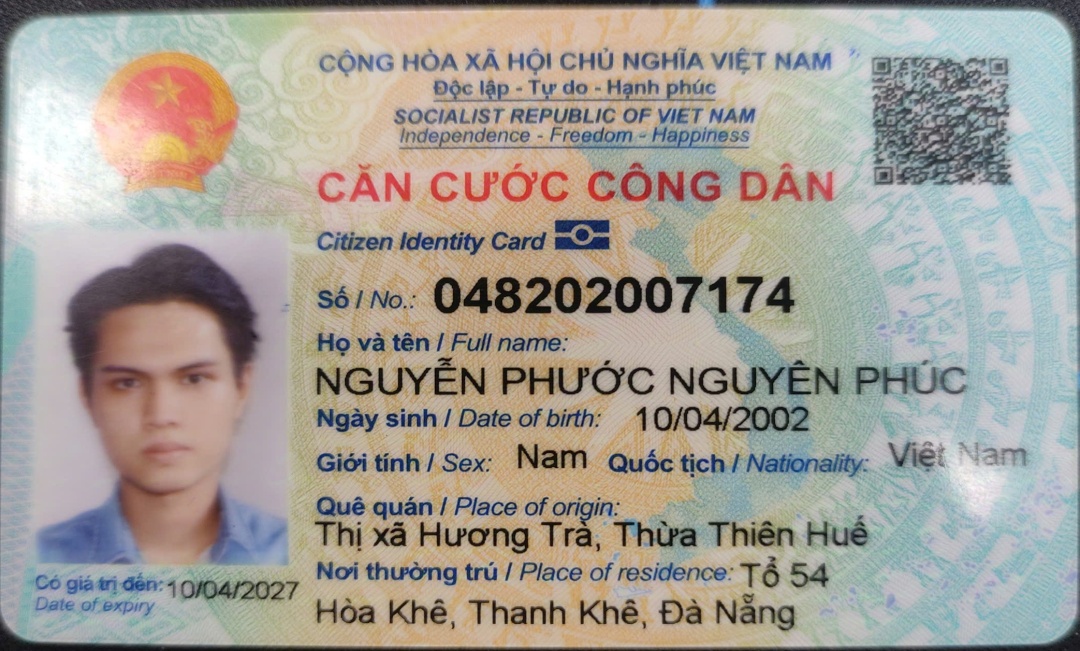 CỘNG HÒA XÃ HỘI CHỦ NGHĨA VIỆT NAM
Độc lập - Tự do - Hạnh phúc
SOCIALIST REPUBLIC OF VIET NAM
Independence - Freedom - Happiness
CĂN CƯỚC CÔNG DÂN
Citizen Identity Card
Số / No.: 048202007174
Họ và tên / Full name:
NGUYỄN PHƯỚC NGUYÊN PHÚC
Ngày sinh / Date of birth: 10/04/2002
Giới tính / Sex: Nam Quốc tịch / Nationality: Việt Nam
Quê quán / Place of origin:
Thị xã Hương Trà, Thừa Thiên Huế
Nơi thường trú / Place of residence: Tổ 54
Hòa Khê, Thanh Khê, Đà Nẵng
Có giá trị đến: 10/04/2027
Date of expiry